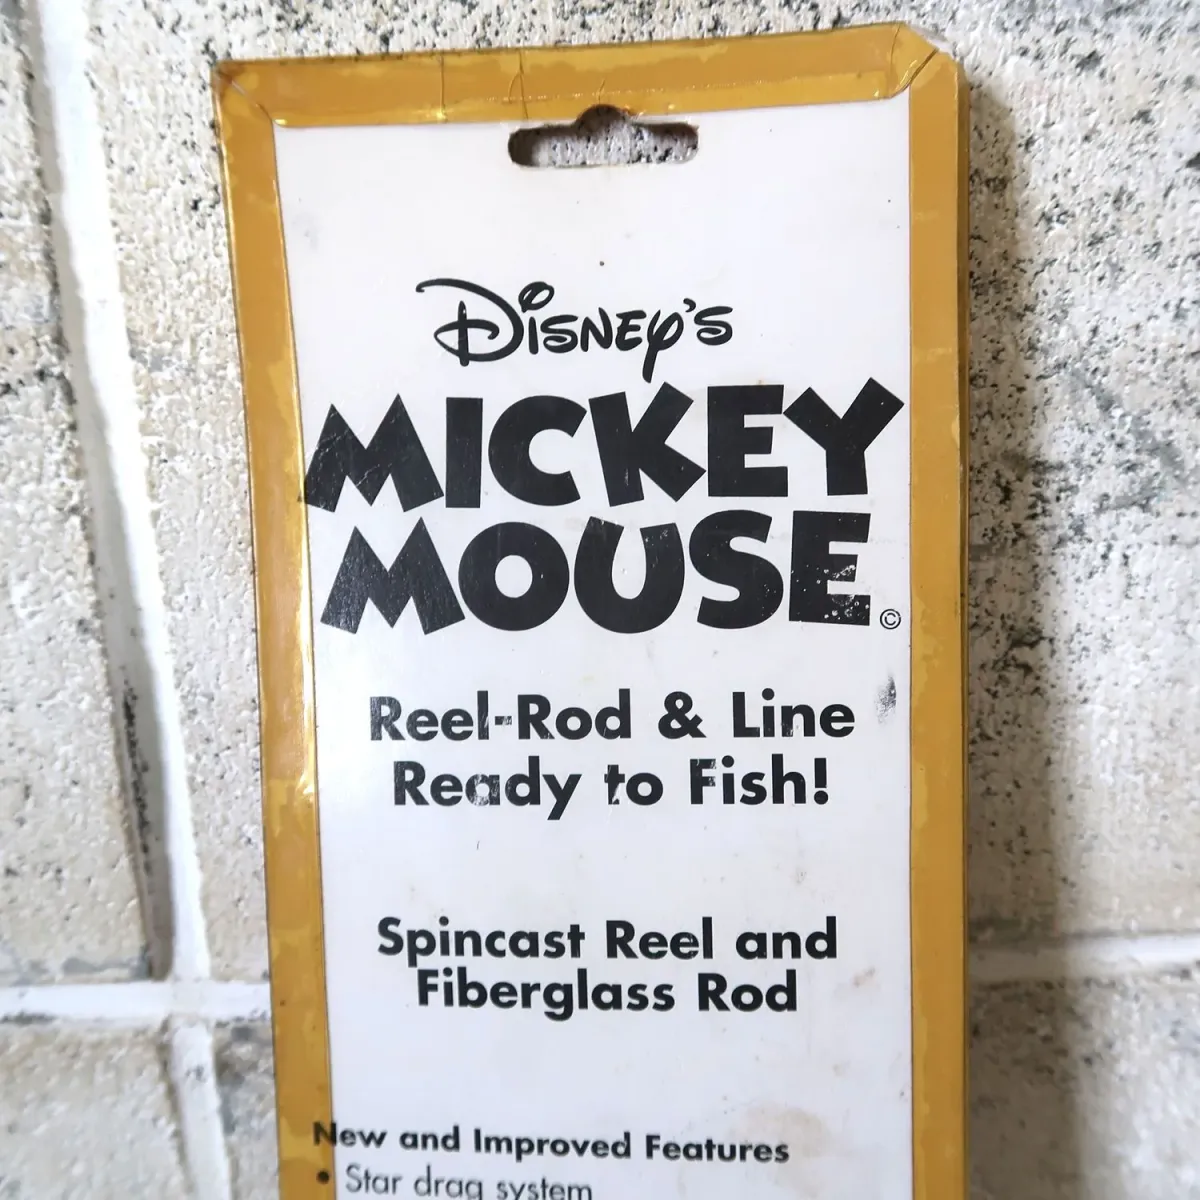 Disney's
MICKEY
MOUSE ©
Reel-Rod & Line
Ready to Fish!
Spincast Reel and
Fiberglass Rod
New and Improved Features
• Star drag system